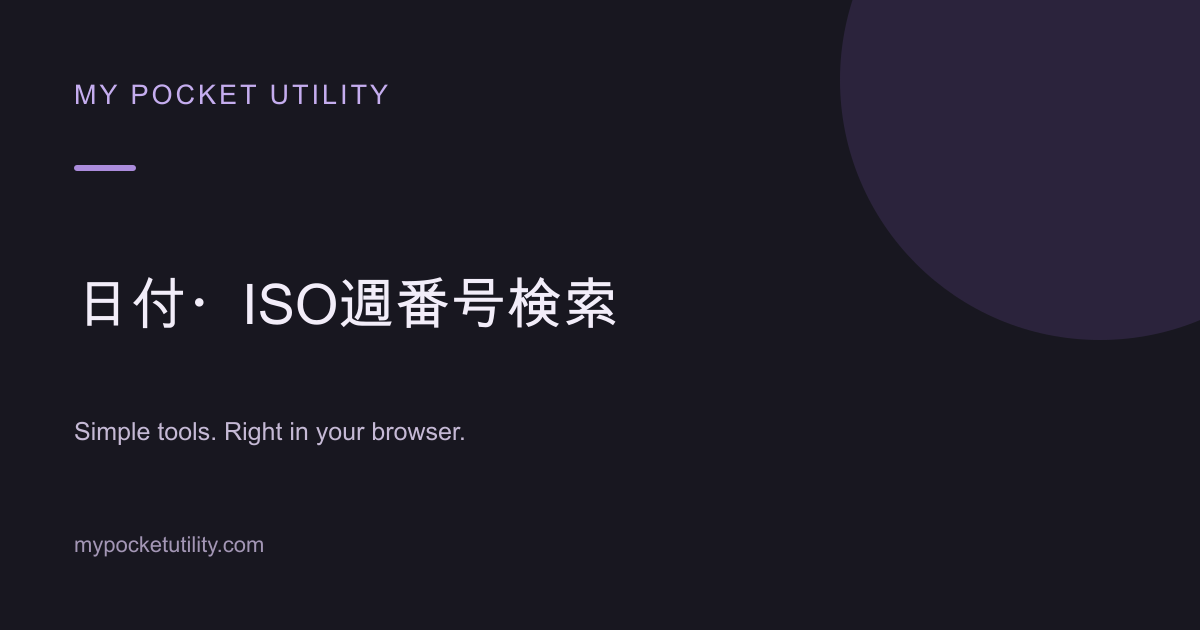 MY POCKET UTILITY
日付・ISO週番号検索
Simple tools. Right in your browser.
mypocketutility.com